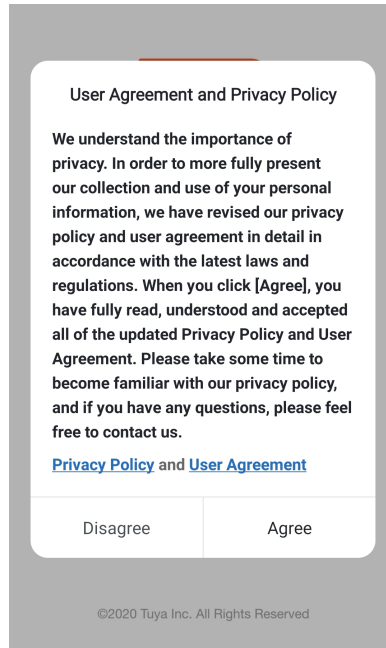 User Agreement and Privacy Policy
We understand the importance of
privacy. In order to more fully present
our collection and use of your personal
information, we have revised our privacy
policy and user agreement in detail in
accordance with the latest laws and
regulations. When you click [Agree], you
have fully read, understood and accepted
all of the updated Privacy Policy and User
Agreement. Please take some time to
become familiar with our privacy policy,
and if you have any questions, please feel
free to contact us.
Privacy Policy and User Agreement
Disagree Agree
©2020 Tuya Inc. All Rights Reserved